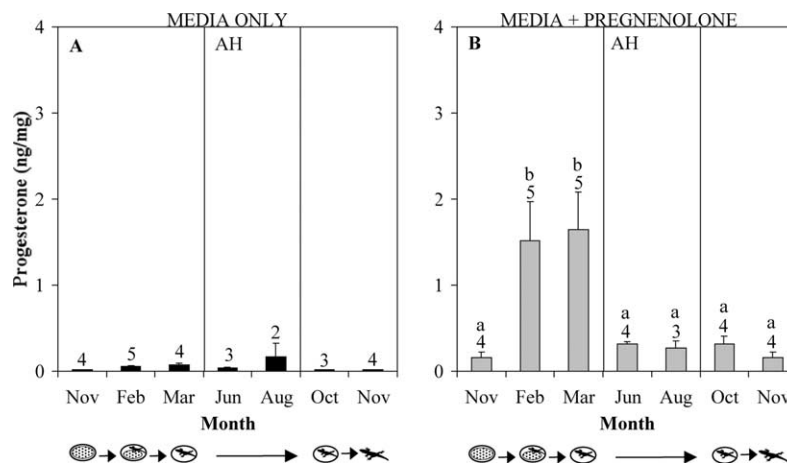 MEDIA ONLY
MEDIA + PREGNENOLONE
Progesterone (ng/mg)
4
3
2
1
0
A
AH
4
5
4
3
2
3
4
Nov Feb Mar Jun Aug Oct Nov
Month
4
3
2
1
0
B
AH
a
4
b
5
b
5
a
4
a
3
a
4
a
4
Nov Feb Mar Jun Aug Oct Nov
Month